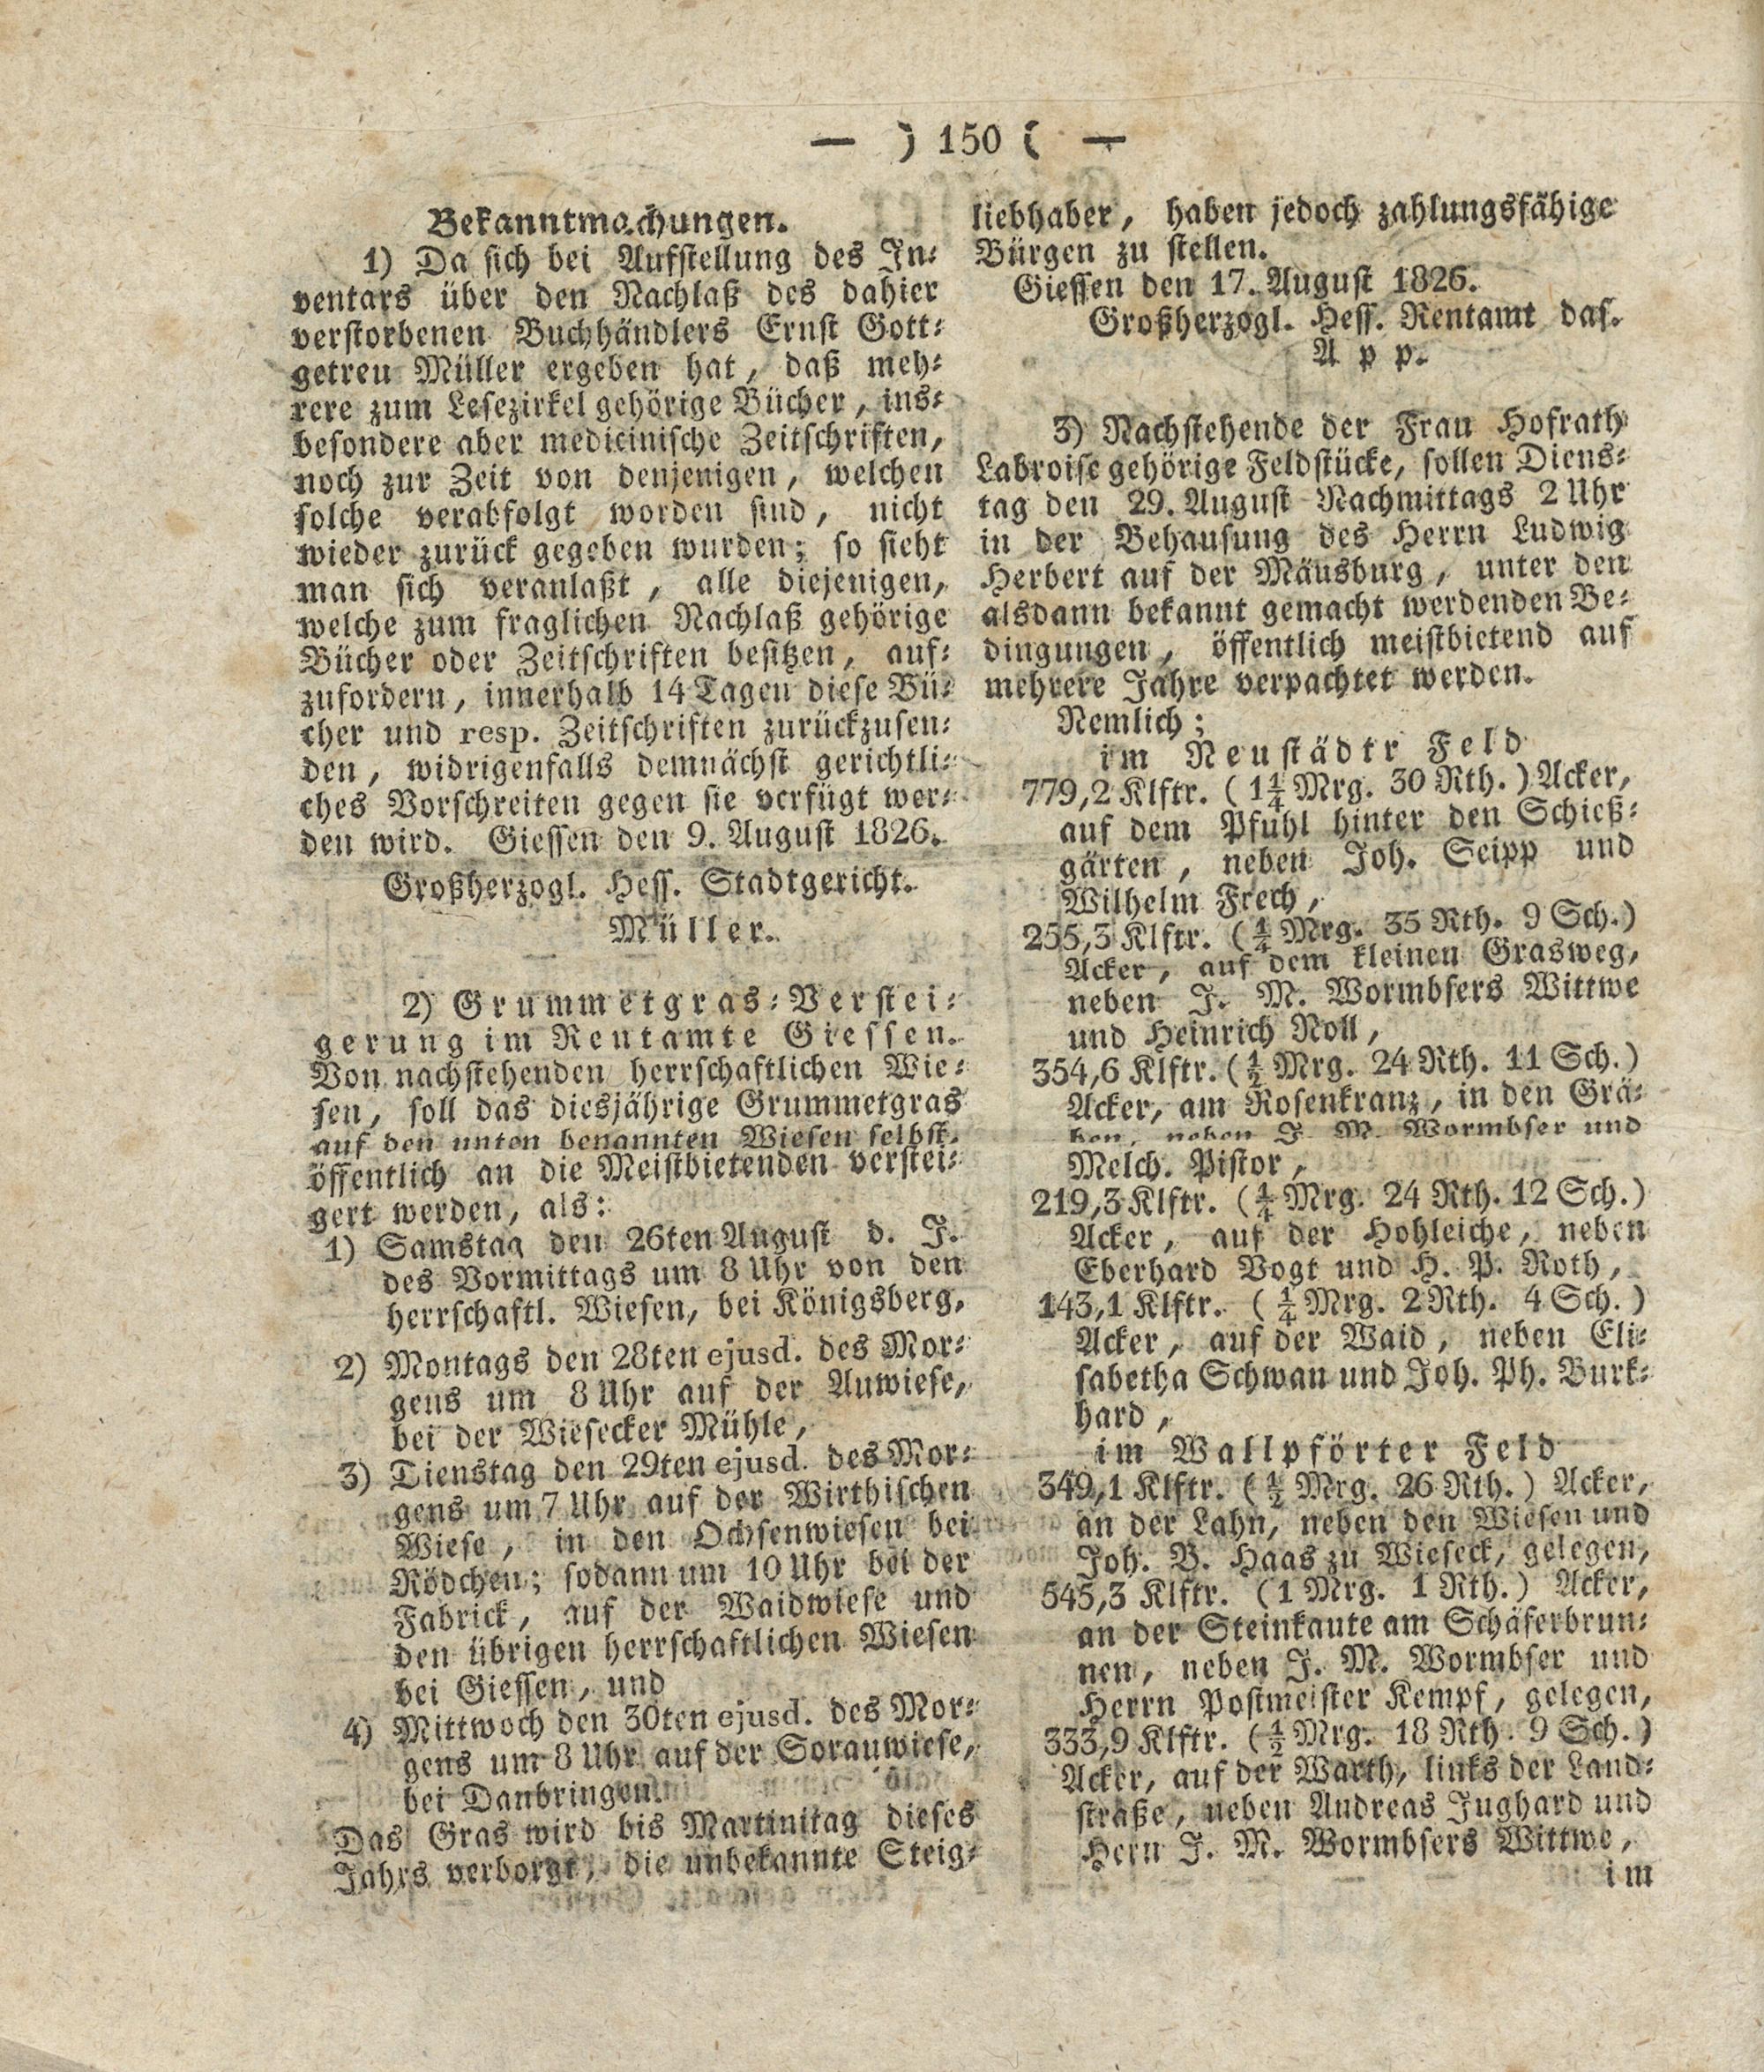 — ) 150 ( —
Bekanntmachungen.
1) Da sich bei Aufstellung des In-
ventars über den Nachlaß des dahier
verstorbenen Buchhändlers Ernst Gott-
getreu Müller ergeben hat, daß meh-
rere zum Lesezirkel gehörige Bücher, ins-
besondere aber medicinische Zeitschriften,
noch zur Zeit von denjenigen, welchen
solche verabfolgt worden sind, nicht
wieder zurück gegeben wurden; so sieht
man sich veranlaßt, alle diejenigen,
welche zum fraglichen Nachlaß gehörige
Bücher oder Zeitschriften besitzen, auf-
zufordern, innerhalb 14 Tagen diese Bü-
cher und resp. Zeitschriften zurückzusen-
den, widrigenfalls demnächst gerichtli-
ches Vorschreiten gegen sie verfügt wer-
den wird. Giessen den 9. August 1826.
Großherzogl. Hess. Stadtgericht.
Müller.
2) Grummetgras-Verstei-
gerung im Rentamte Giessen.
Von nachstehenden herrschaftlichen Wie-
sen, soll das diesjährige Grummetgras
auf den unten benannten Wiesen selbst,
öffentlich an die Meistbietenden verstei-
gert werden, als:
1) Samstag den 26ten August d. J.
des Vormittags um 8 Uhr von den
herrschaftl. Wiesen, bei Königsberg,
2) Montags den 28ten ejusd. des Mor-
gens um 8 Uhr auf der Auwiese,
bei der Wiesecker Mühle,
3) Dienstag den 29ten ejusd. des Mor-
gens um 7 Uhr auf der Wirthischen
Wiese, in den Ochsenwiesen bei
Rödchen; sodann um 10 Uhr bei der
Fabrick, auf der Waidwiese und
den übrigen herrschaftlichen Wiesen
bei Giessen, und
4) Mittwoch den 30ten ejusd. des Mor-
gens um 8 Uhr auf der Sorauwiese,
bei Danbringen.
Das Gras wird bis Martinitag dieses
Jahrs verborgt, die unbekannte Steig-
liebhaber, haben jedoch zahlungsfähige
Bürgen zu stellen.
Giessen den 17. August 1826.
Großherzogl. Hess. Rentamt das.
App.
3) Nachstehende der Frau Hofrath
Labroise gehörige Feldstücke, sollen Diens-
tag den 29. August Nachmittags 2 Uhr
in der Behausung des Herrn Ludwig
Herbert auf der Mäusburg, unter den
alsdann bekannt gemacht werdenden Be-
dingungen, öffentlich meistbietend auf
mehrere Jahre verpachtet werden.
Nemlich;
im Neustädtr Feld
779,2 Klftr. (1 1/4 Mrg. 30 Rth.) Acker,
auf dem Pfuhl hinter den Schieß-
gärten, neben Joh. Seipp und
Wilhelm Frech,
255,3 Klftr. (1/4 Mrg. 35 Rth. 9 Sch.)
Acker, auf dem kleinen Grasweg,
neben J. M. Wormbsers Wittwe
und Heinrich Noll,
354,6 Klftr. (1/2 Mrg. 24 Rth. 11 Sch.)
Acker, am Rosenkranz, in den Grä-
ben, neben J. M. Wormbser und
Melch. Pistor,
219,3 Klftr. (1/4 Mrg. 24 Rth. 12 Sch.)
Acker, auf der Hohleiche, neben
Eberhard Vogt und H. P. Roth,
143,1 Klftr. (1/4 Mrg. 2 Rth. 4 Sch.)
Acker, auf der Waid, neben Eli-
sabetha Schwan und Joh. Ph. Burk-
hard,
im Wallpförter Feld
349,1 Klftr. (1/2 Mrg. 26 Rth.) Acker,
an der Lahn, neben den Wiesen und
Joh. B. Haas zu Wieseck, gelegen,
545,3 Klftr. (1 Mrg. 1 Rth.) Acker,
an der Steinkaute am Schäferbrun-
nen, neben J. M. Wormbser und
Herrn Postmeister Kempf, gelegen,
333,9 Klftr. (1/2 Mrg. 18 Rth. 9 Sch.)
Acker, auf der Warth, links der Land-
straße, neben Andreas Jughard und
Hern J. M. Wormbsers Wittwe,
im